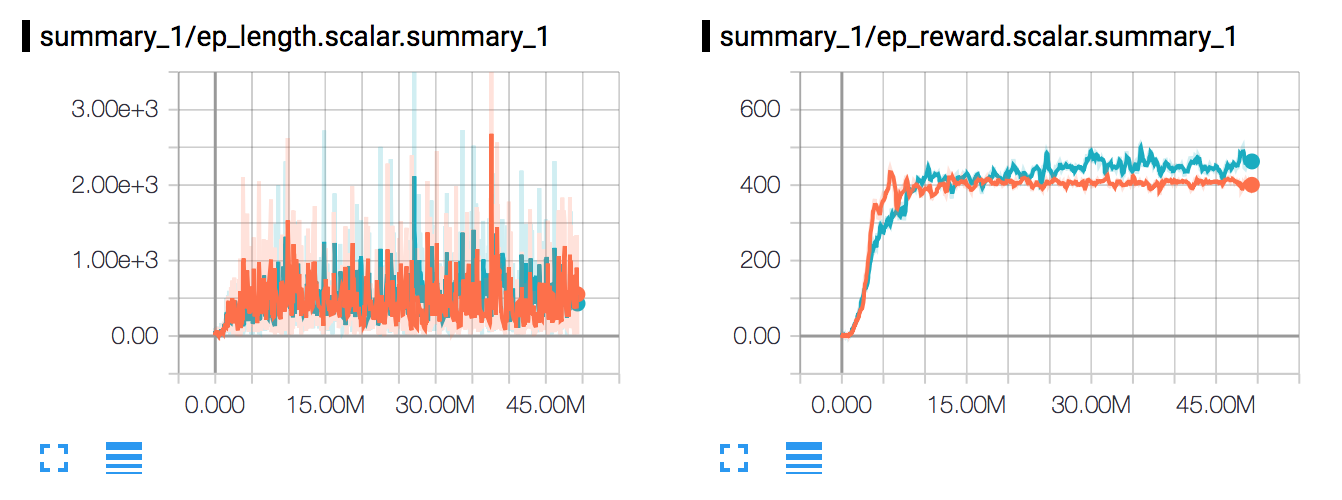 summary_1/ep_length.scalar.summary_1
3.00e+3
2.00e+3
1.00e+3
0.00
0.000 15.00M 30.00M 45.00M
summary_1/ep_reward.scalar.summary_1
600
400
200
0.00
0.000 15.00M 30.00M 45.00M